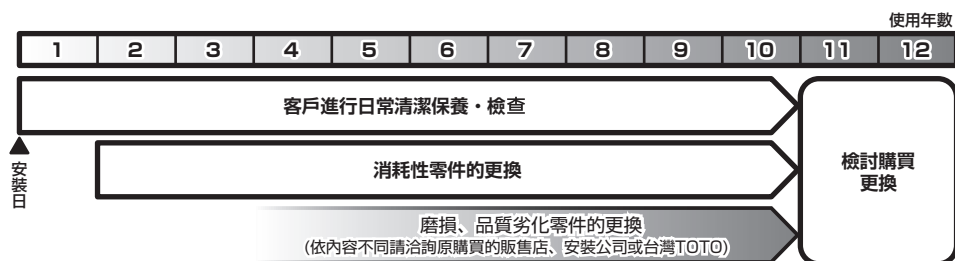 使用年數
1 2 3 4 5 6 7 8 9 10 11 12
客戶進行日常清潔保養・檢查
安裝日
消耗性零件的更換
磨損、品質劣化零件的更換
(依內容不同請洽詢原購買的販售店、安裝公司或台灣TOTO)
檢討購買
更換